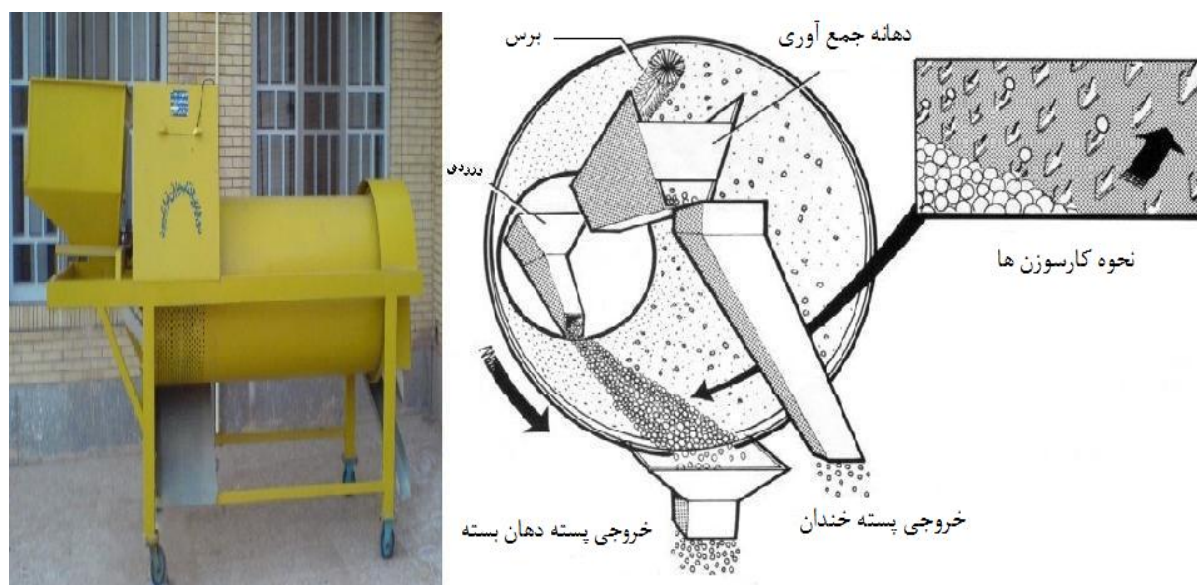 برس
دهانه جمع آوری
ورودی
نحوه کارسوزن ها
خروجی پسته خندان
خروجی پسته دهان بسته